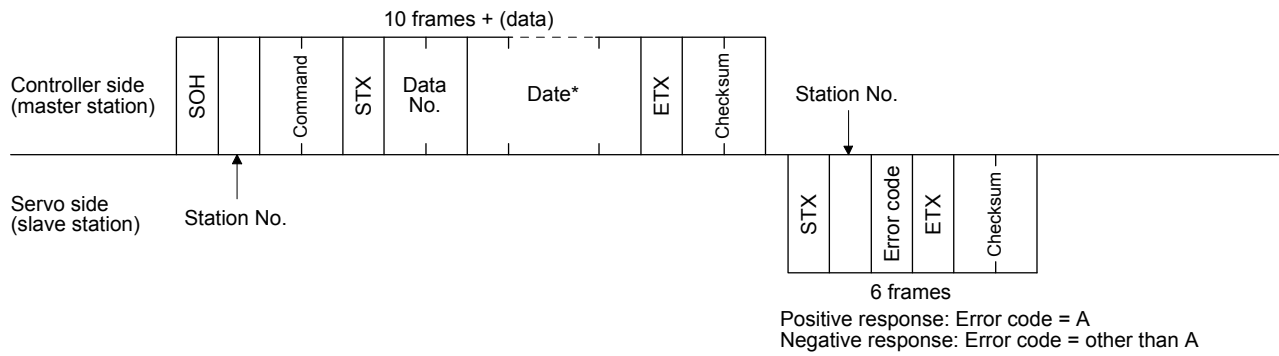 10 frames + (data)
Controller side
(master station)
SOH
Command
STX
Data
No.
Date*
ETX
Checksum
Station No.
Servo side
(slave station)
Station No.
STX
Error code
ETX
Checksum
6 frames
Positive response: Error code = A
Negative response: Error code = other than A